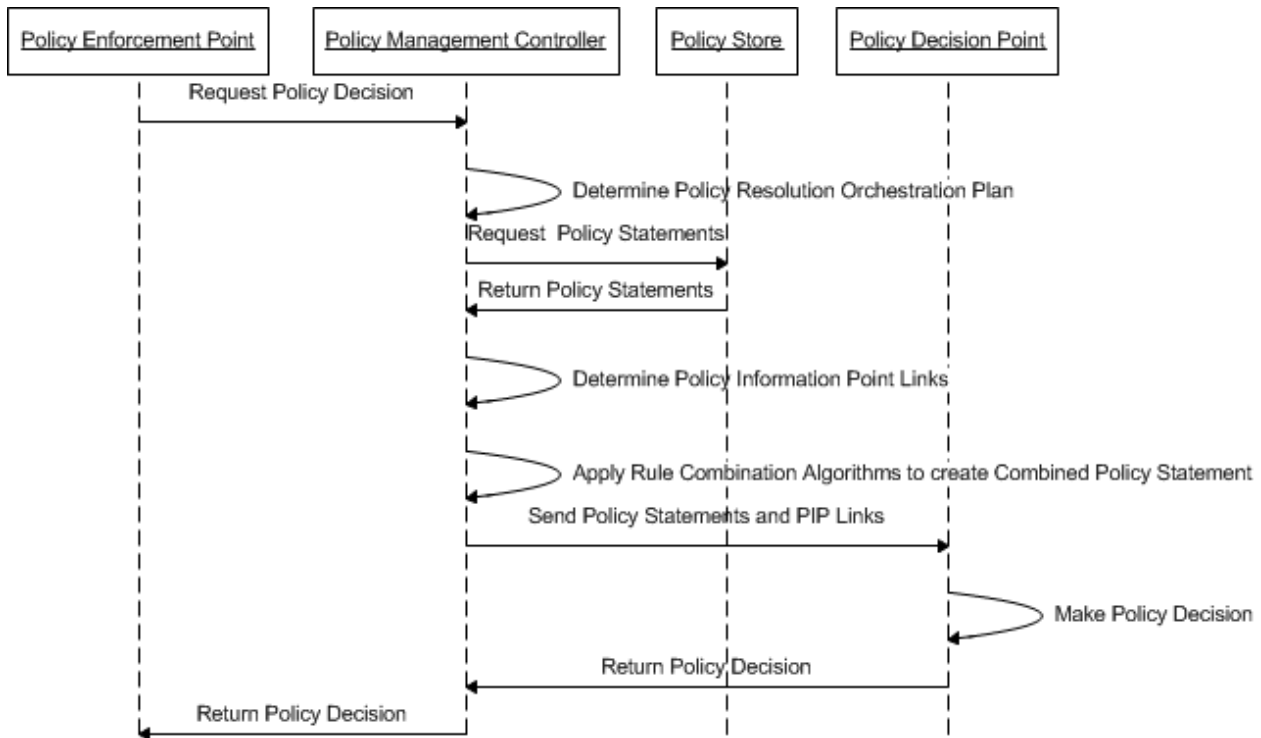 Policy Enforcement Point
Policy Management Controller
Policy Store
Policy Decision Point
Request Policy Decision
Determine Policy Resolution Orchestration Plan
Request Policy Statements
Return Policy Statements
Determine Policy Information Point Links
Apply Rule Combination Algorithms to create Combined Policy Statement
Send Policy Statements and PIP Links
Make Policy Decision
Return Policy Decision
Return Policy Decision